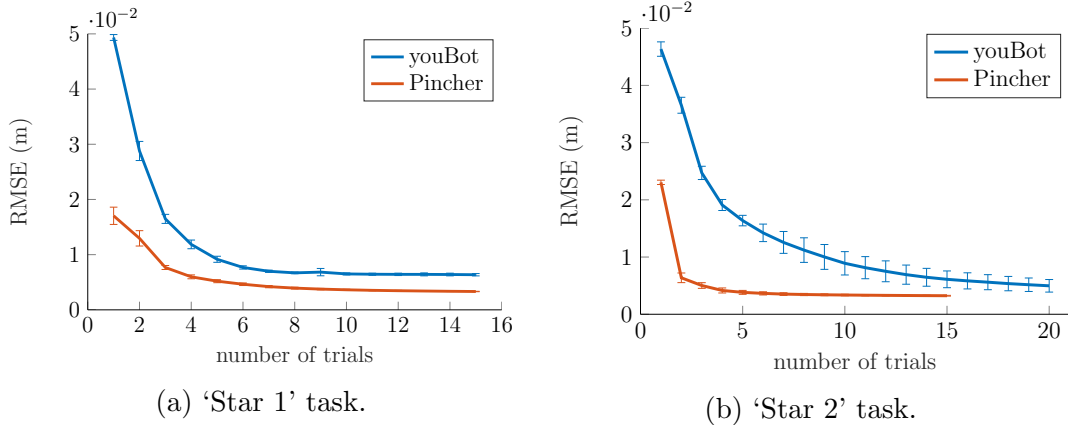 ·10⁻²
5
4
3
2
1
0
RMSE (m)
0 2 4 6 8 10 12 14 16
number of trials
youBot
Pincher
(a) ‘Star 1’ task.
·10⁻²
5
4
3
2
1
0
RMSE (m)
0 5 10 15 20
number of trials
youBot
Pincher
(b) ‘Star 2’ task.